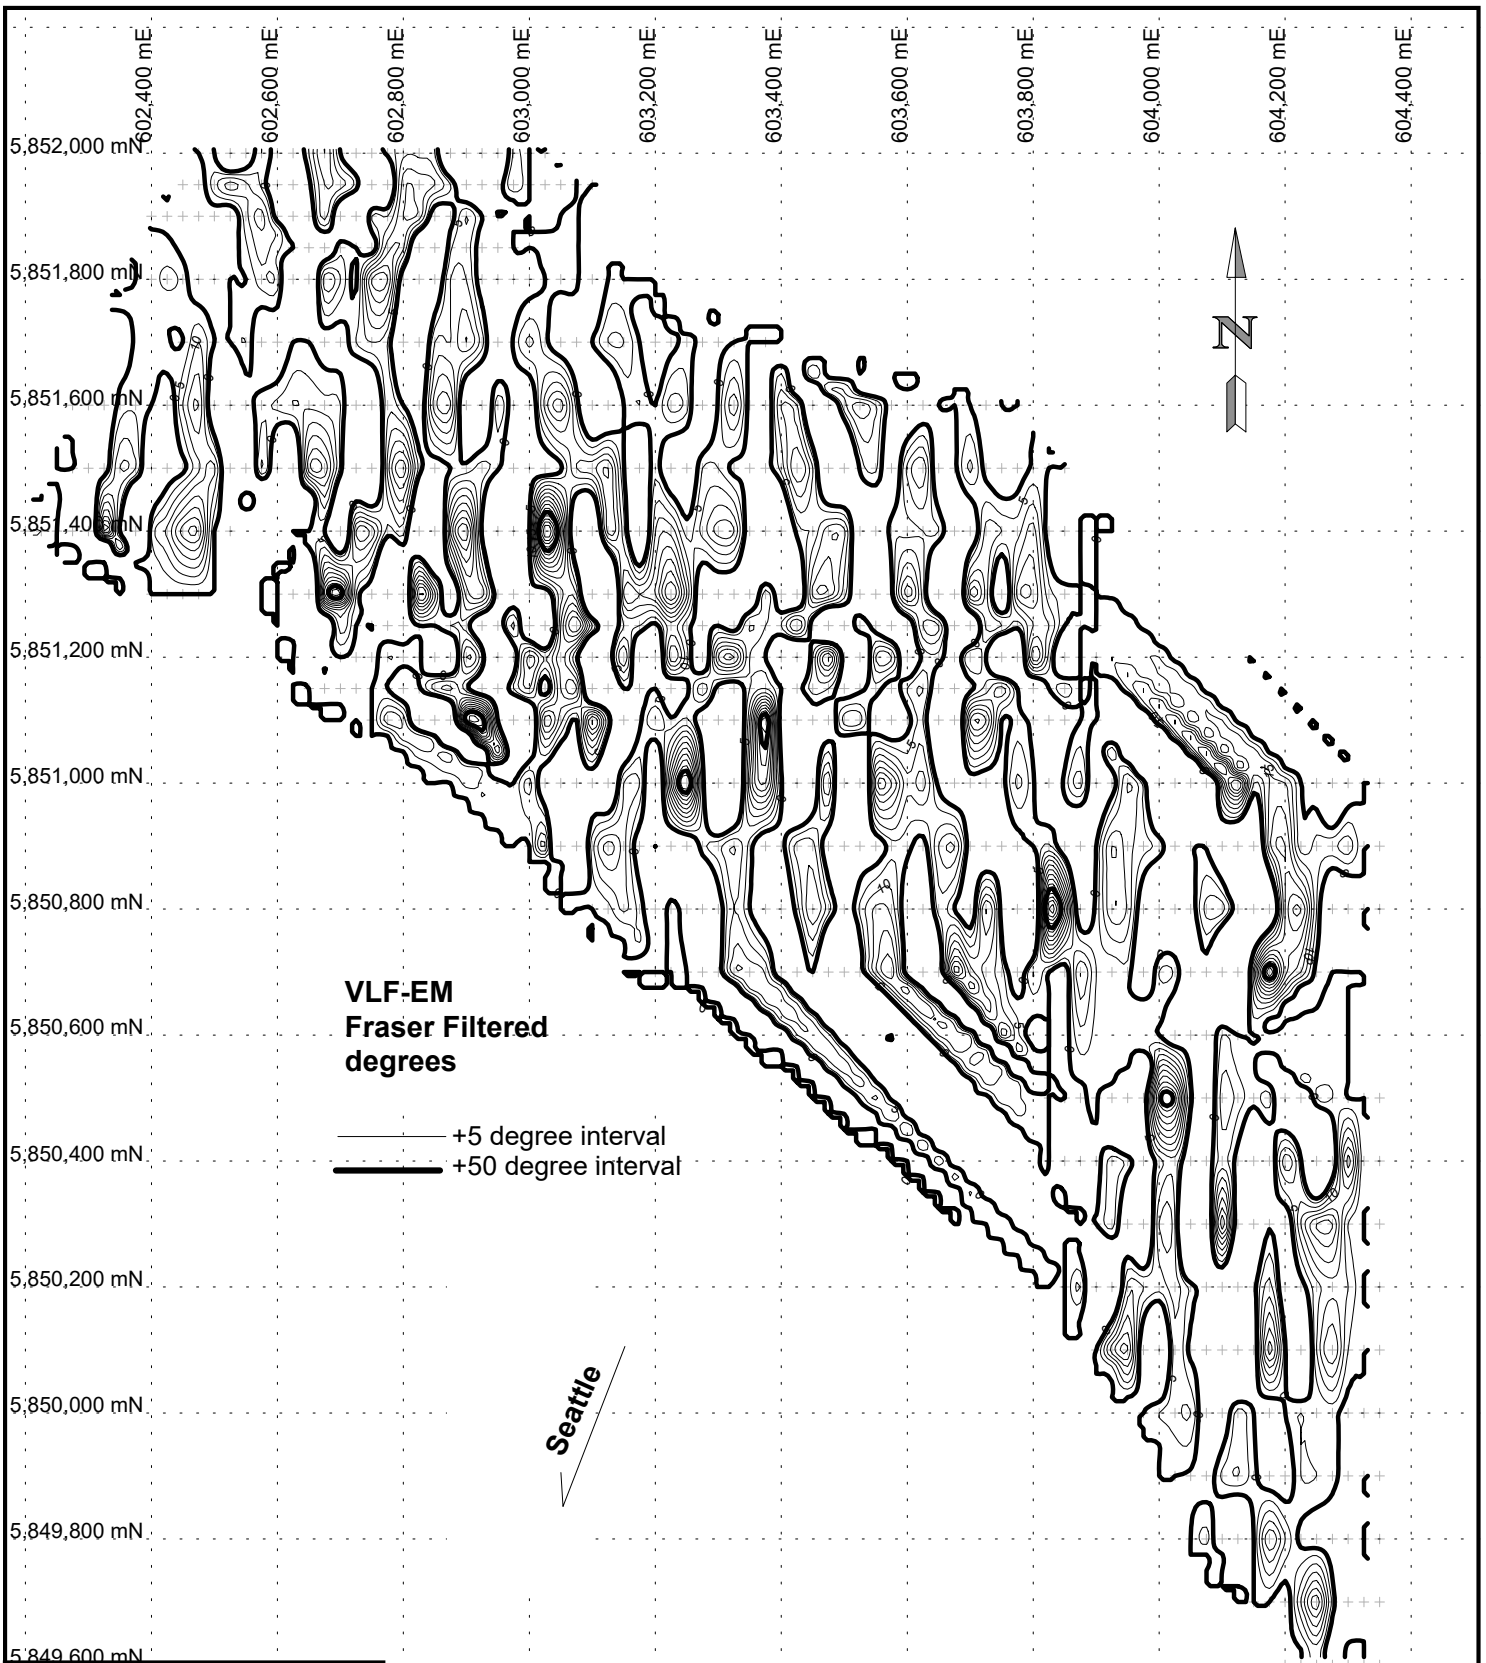 602,400 mE
602,600 mE
602,800 mE
603,000 mE
603,200 mE
603,400 mE
603,600 mE
603,800 mE
604,000 mE
604,200 mE
604,400 mE
5,852,000 mN
5,851,800 mN
5,851,600 mN
5,851,400 mN
5,851,200 mN
5,851,000 mN
5,850,800 mN
5,850,600 mN
5,850,400 mN
5,850,200 mN
5,850,000 mN
5,849,800 mN
5,849,600 mN
N
VLF-EM
Fraser Filtered
degrees
+5 degree interval
+50 degree interval
Seattle